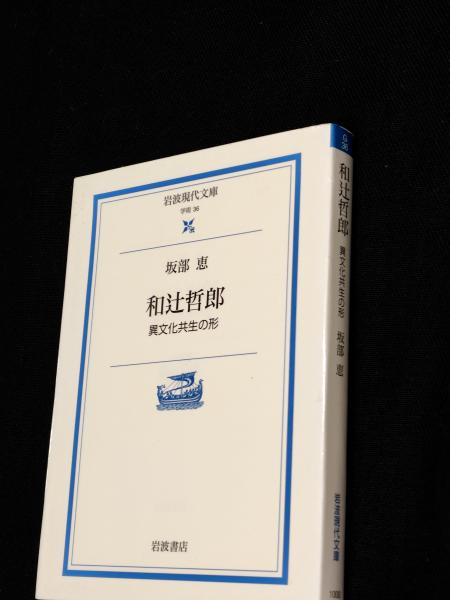 岩波現代文庫
学術 36
坂部 恵
和辻哲郎
異文化共生の形
岩波書店
G
36
和辻哲郎
異文化共生の形
坂部 恵
岩波現代文庫
1000